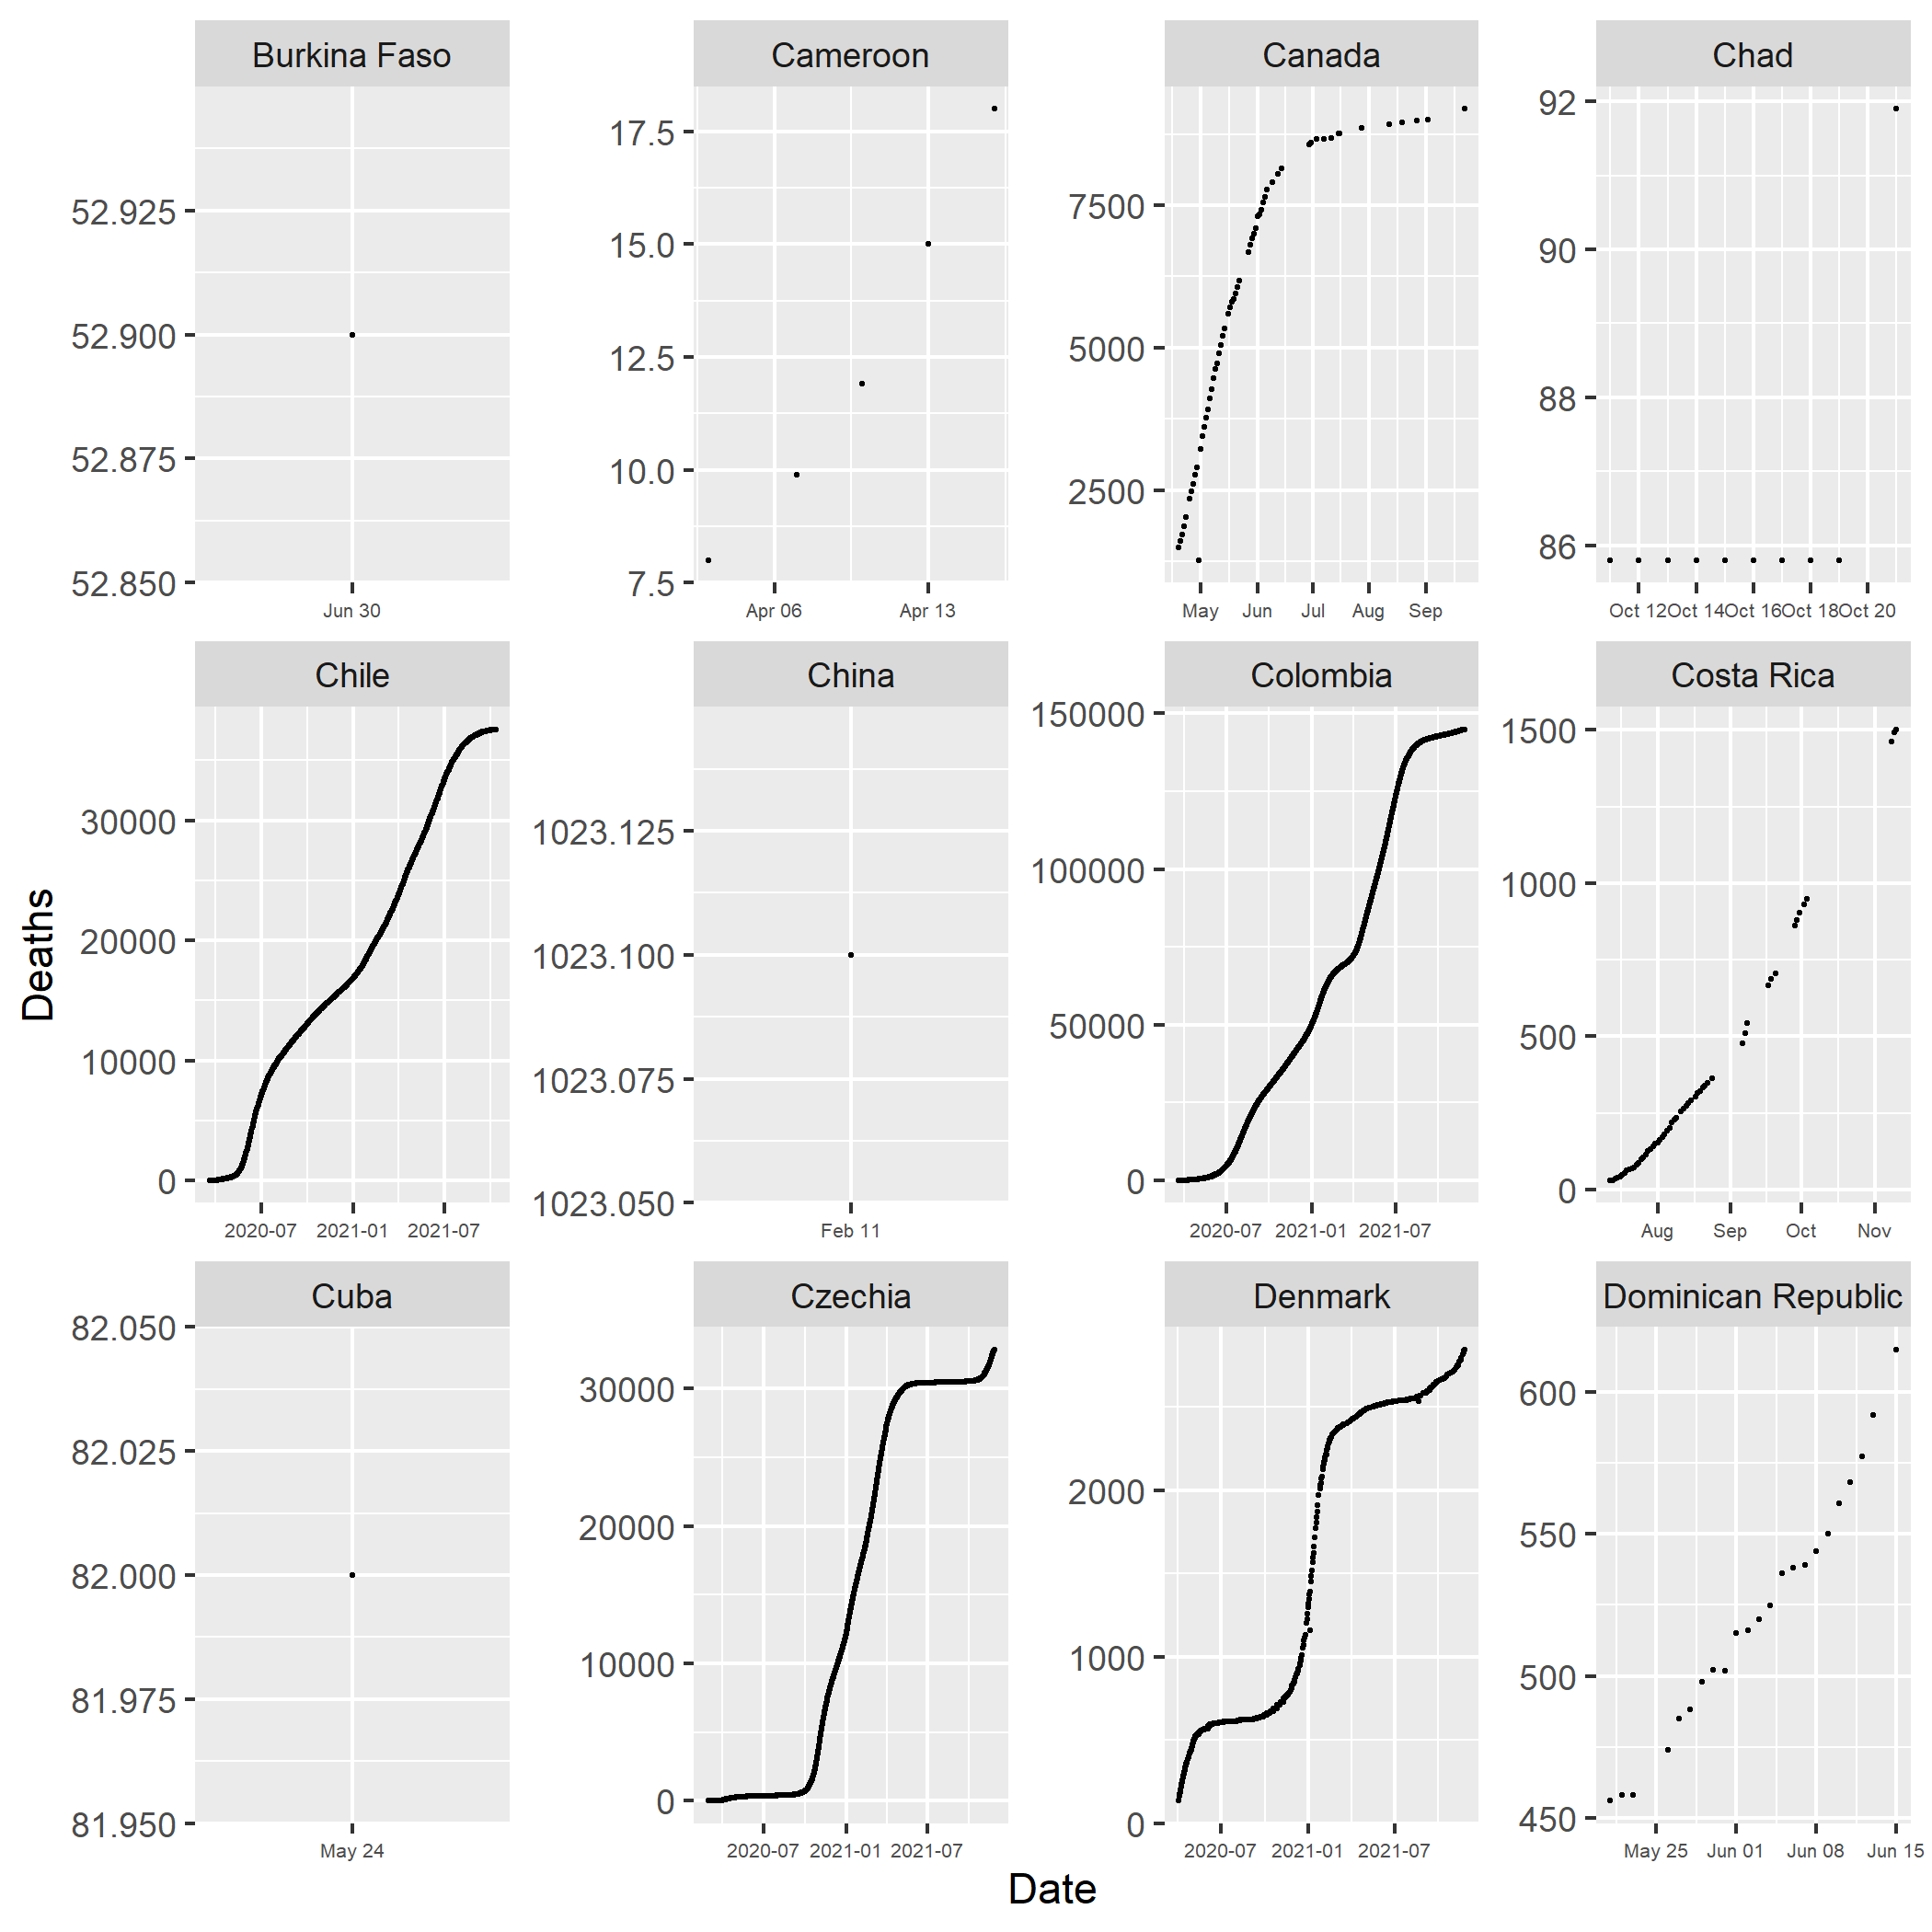 Burkina Faso
Cameroon
Canada
Chad
52.925
52.900
52.875
52.850
Jun 30
17.5
15.0
12.5
10.0
7.5
Apr 06 Apr 13
7500
5000
2500
May Jun Jul Aug Sep
92
90
88
86
Oct 12 Oct 14 Oct 16 Oct 18 Oct 20
Deaths
Chile
China
Colombia
Costa Rica
30000
20000
10000
0
2020-07 2021-01 2021-07
1023.125
1023.100
1023.075
1023.050
Feb 11
150000
100000
50000
0
2020-07 2021-01 2021-07
1500
1000
500
0
Aug Sep Oct Nov
Cuba
Czechia
Denmark
Dominican Republic
82.050
82.025
82.000
81.975
81.950
May 24
30000
20000
10000
0
2020-07 2021-01 2021-07
2000
1000
0
2020-07 2021-01 2021-07
600
550
500
450
May 25 Jun 01 Jun 08 Jun 15
Date